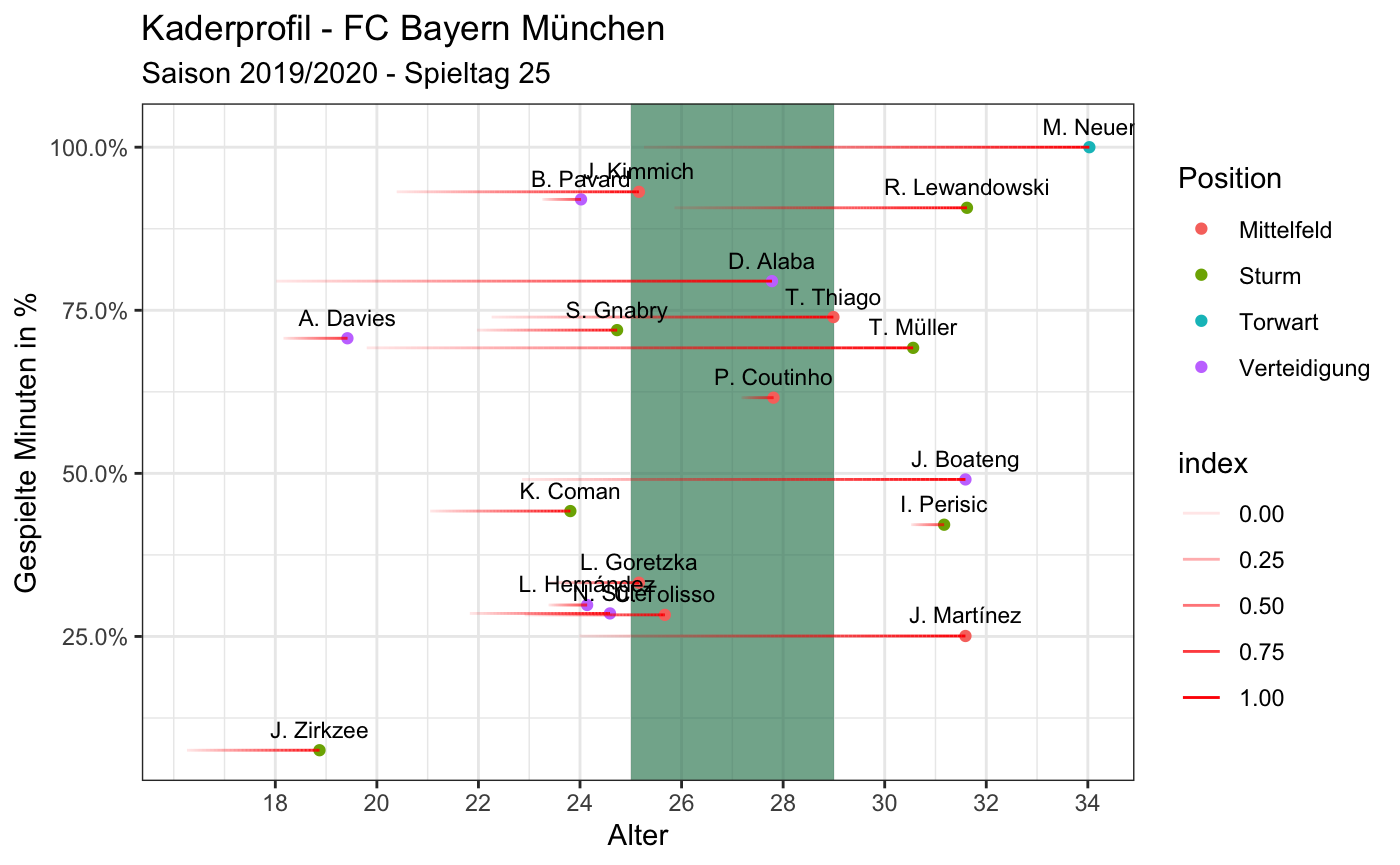 Kaderprofil - FC Bayern München
Saison 2019/2020 - Spieltag 25
Gespielte Minuten in %
100.0%
75.0%
50.0%
25.0%
M. Neuer
J. Kimmich
B. Pavard
R. Lewandowski
D. Alaba
T. Thiago
S. Gnabry
A. Davies
T. Müller
P. Coutinho
J. Boateng
K. Coman
I. Perisic
L. Goretzka
L. Hernández
N. Süle
C. Tolisso
J. Martínez
J. Zirkzee
18 20 22 24 26 28 30 32 34
Alter
Position
Mittelfeld
Sturm
Torwart
Verteidigung
index
0.00
0.25
0.50
0.75
1.00